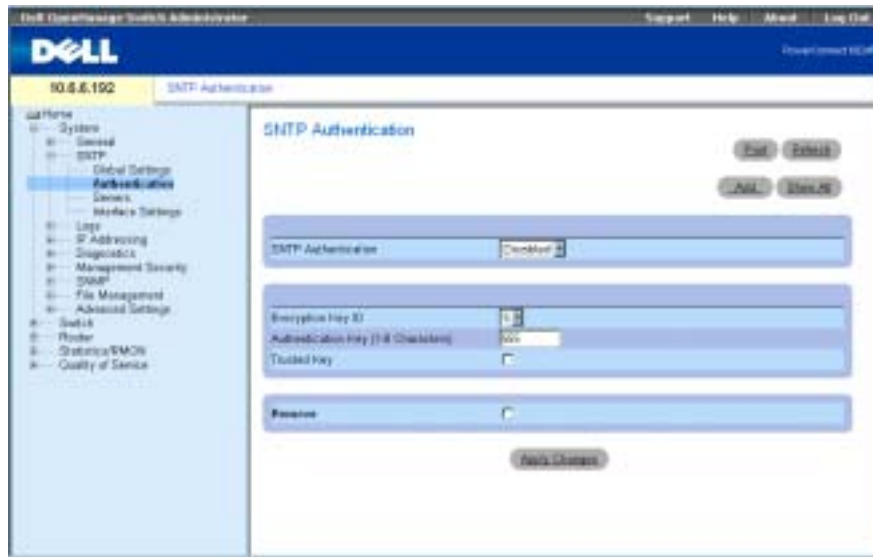 Dell OpenManage Switch Administrator
Support Help About Log Out
DELL
10.6.6.192
SNTP Authentication
Home
System
General
SNTP
Global Settings
Authentication
Servers
Interface Settings
Logs
IP Addressing
Diagnostics
Management Security
SNMP
File Management
Advanced Settings
Switch
Router
Statistics/RMON
Quality of Service
SNTP Authentication
Print Refresh
Add Show All
SNTP Authentication Disabled
Encryption Key ID
Authentication Key (1-8 Characters)
Trusted Key
Remove
Apply Changes